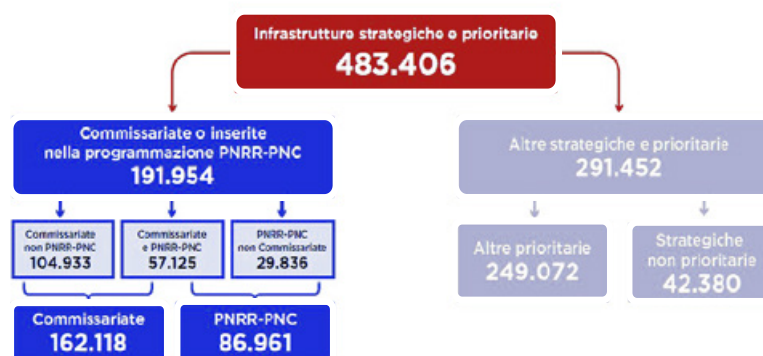 Infrastrutture strategiche e prioritarie
483.406
Commissariate o inserite
nella programmazione PNRR-PNC
191.954
Altre strategiche e prioritarie
291.452
Commissariate
non PNRR-PNC
104.933
Commissariate
e PNRR-PNC
57.125
PNRR-PNC
non Commissariate
29.836
Altre prioritarie
249.072
Strategiche
non prioritarie
42.380
Commissariate
162.118
PNRR-PNC
86.961